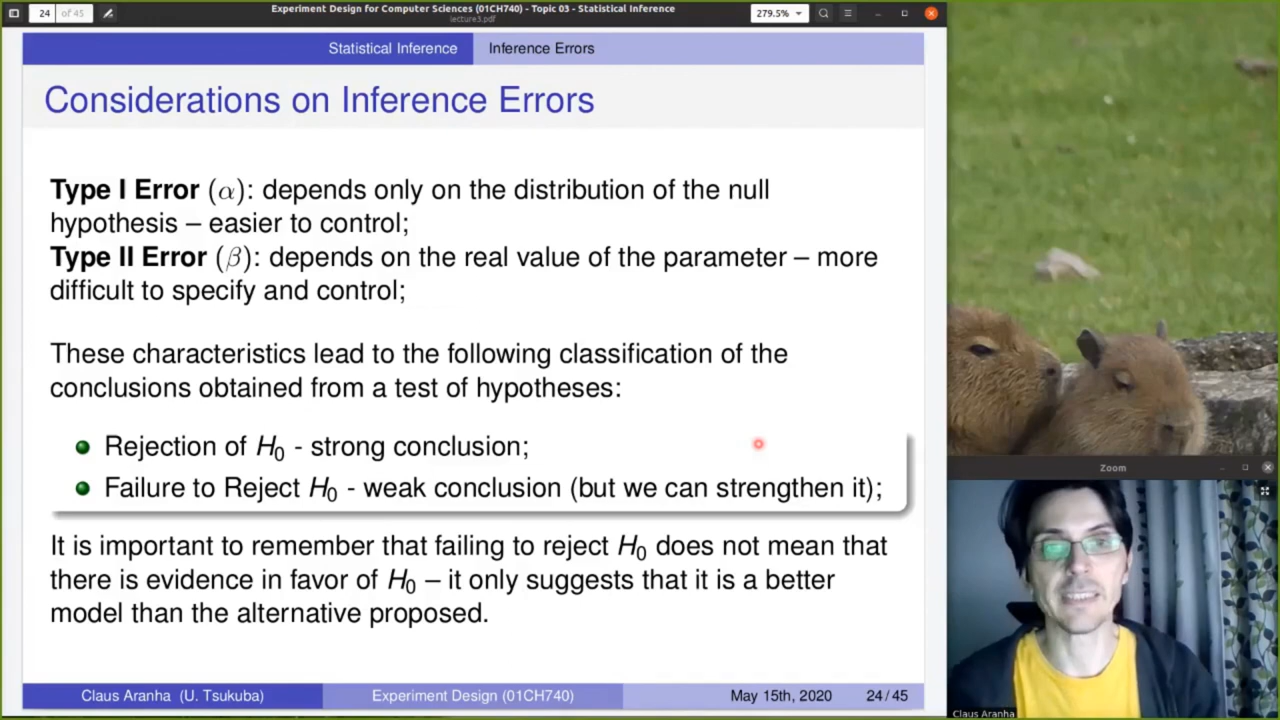 24 of 45
Experiment Design for Computer Sciences (01CH740) - Topic 03 - Statistical Inference
lecture3.pdf
279.5%
Statistical Inference Inference Errors
Considerations on Inference Errors
Type I Error (α): depends only on the distribution of the null
hypothesis – easier to control;
Type II Error (β): depends on the real value of the parameter – more
difficult to specify and control;
These characteristics lead to the following classification of the
conclusions obtained from a test of hypotheses:
Rejection of H0 - strong conclusion;
Failure to Reject H0 - weak conclusion (but we can strengthen it);
It is important to remember that failing to reject H0 does not mean that
there is evidence in favor of H0 – it only suggests that it is a better
model than the alternative proposed.
Claus Aranha (U. Tsukuba) Experiment Design (01CH740) May 15th, 2020 24/45
Zoom
Claus Aranha